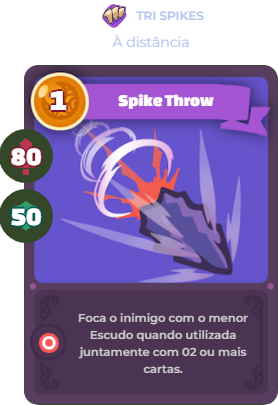 TRI SPIKES
À distância
1
Spike Throw
80
50
Foca o inimigo com o menor
Escudo quando utilizada
juntamente com 02 ou mais
cartas.